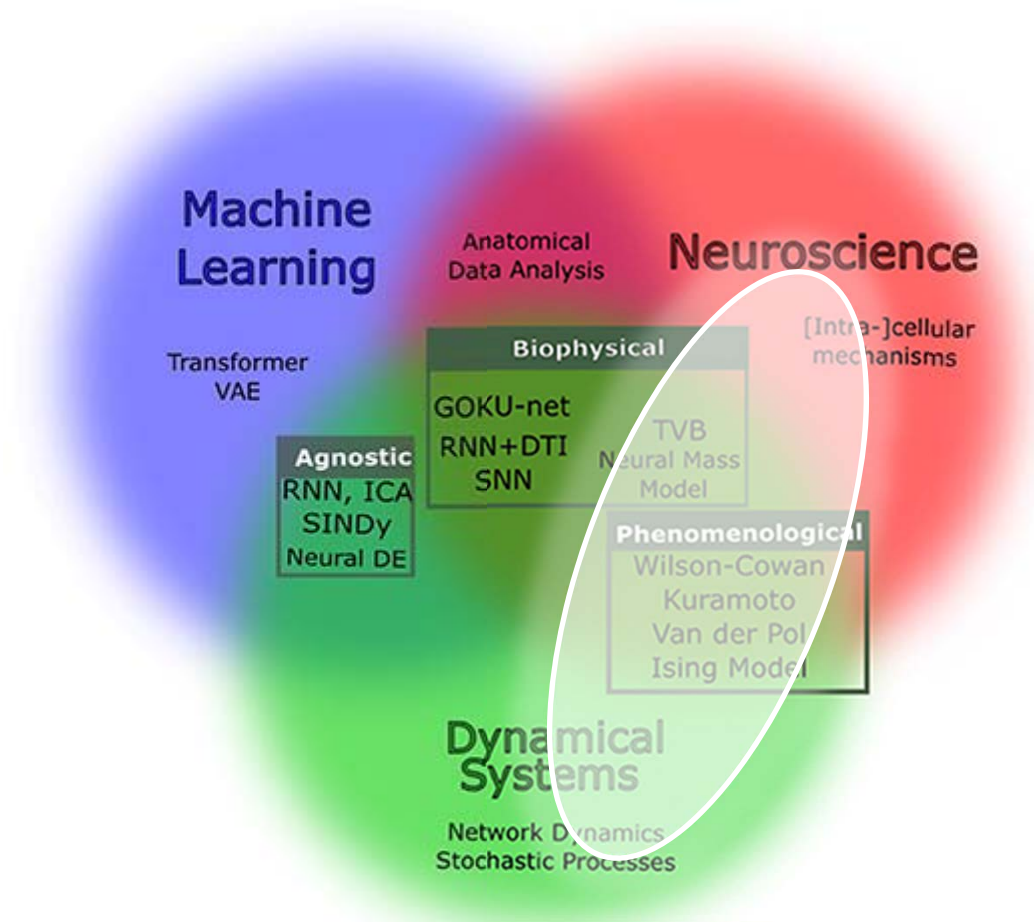 Machine
Learning
Anatomical
Data Analysis
Neuroscience
[Intra-]cellular
mechanisms
Transformer
VAE
Biophysical
GOKU-net
RNN+DTI
SNN
TVB
Neural Mass
Model
Agnostic
RNN, ICA
SINDy
Neural DE
Phenomenological
Wilson-Cowan
Kuramoto
Van der Pol
Ising Model
Dynamical
Systems
Network Dynamics
Stochastic Processes